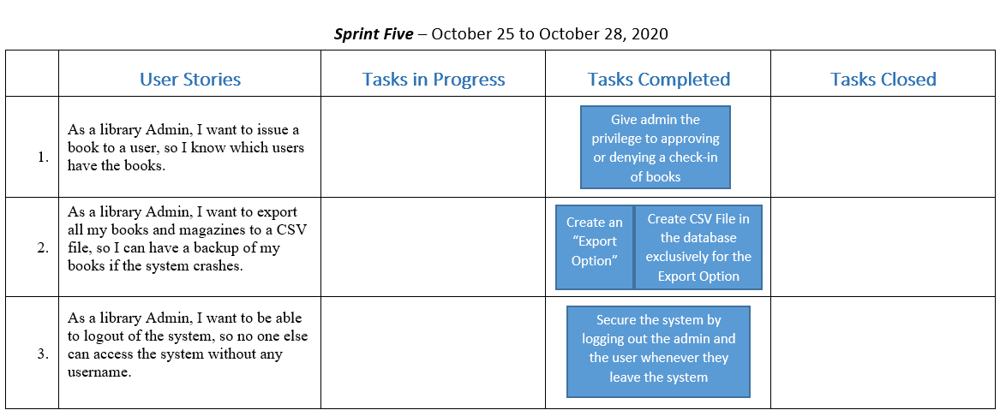 Sprint Five – October 25 to October 28, 2020
User Stories
Tasks in Progress
Tasks Completed
Tasks Closed
1.
As a library Admin, I want to issue a
book to a user, so I know which users
have the books.
Give admin the
privilege to approving
or denying a check-in
of books
2.
As a library Admin, I want to export
all my books and magazines to a CSV
file, so I can have a backup of my
books if the system crashes.
Create an
“Export
Option”
Create CSV File in
the database
exclusively for the
Export Option
3.
As a library Admin, I want to be able
to logout of the system, so no one else
can access the system without any
username.
Secure the system by
logging out the admin and
the user whenever they
leave the system